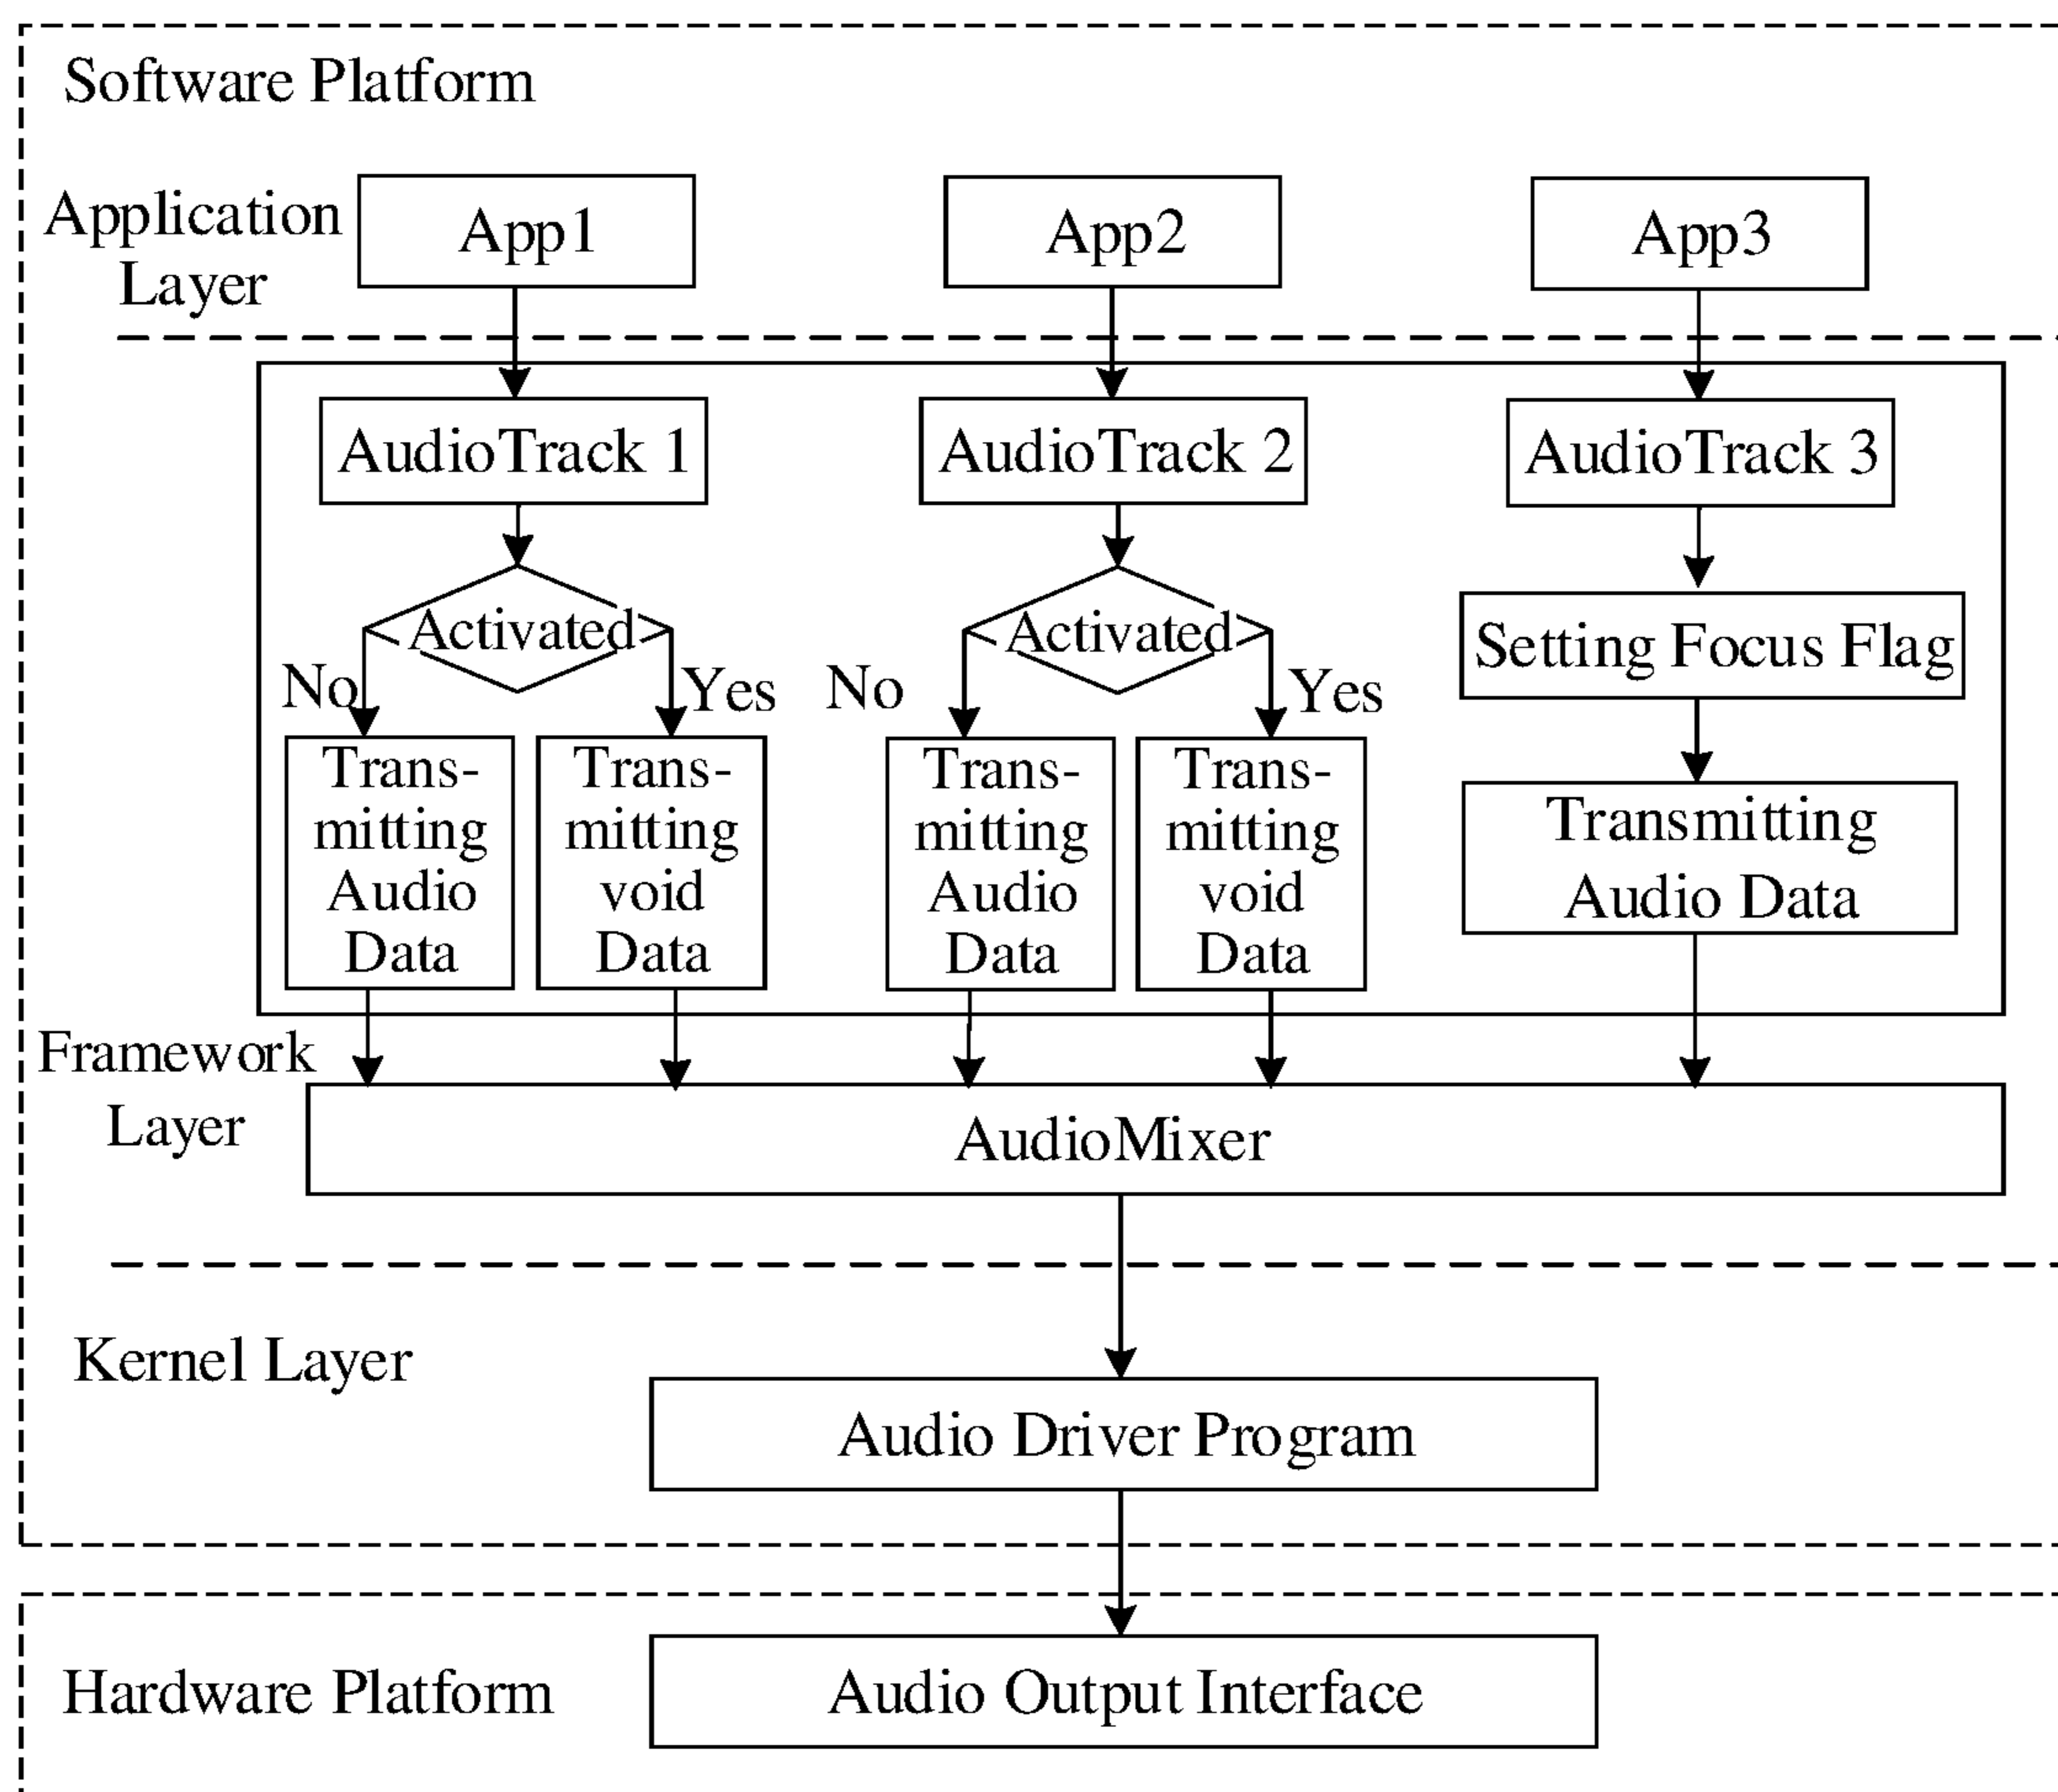 Software Platform
Application
Layer
App1
App2
App3
AudioTrack 1
AudioTrack 2
AudioTrack 3
Activated
Activated
Setting Focus Flag
No
Yes
No
Yes
Trans-
mitting
Audio
Data
Trans-
mitting
void
Data
Trans-
mitting
Audio
Data
Trans-
mitting
void
Data
Transmitting
Audio Data
Framework
Layer
AudioMixer
Kernel Layer
Audio Driver Program
Hardware Platform
Audio Output Interface